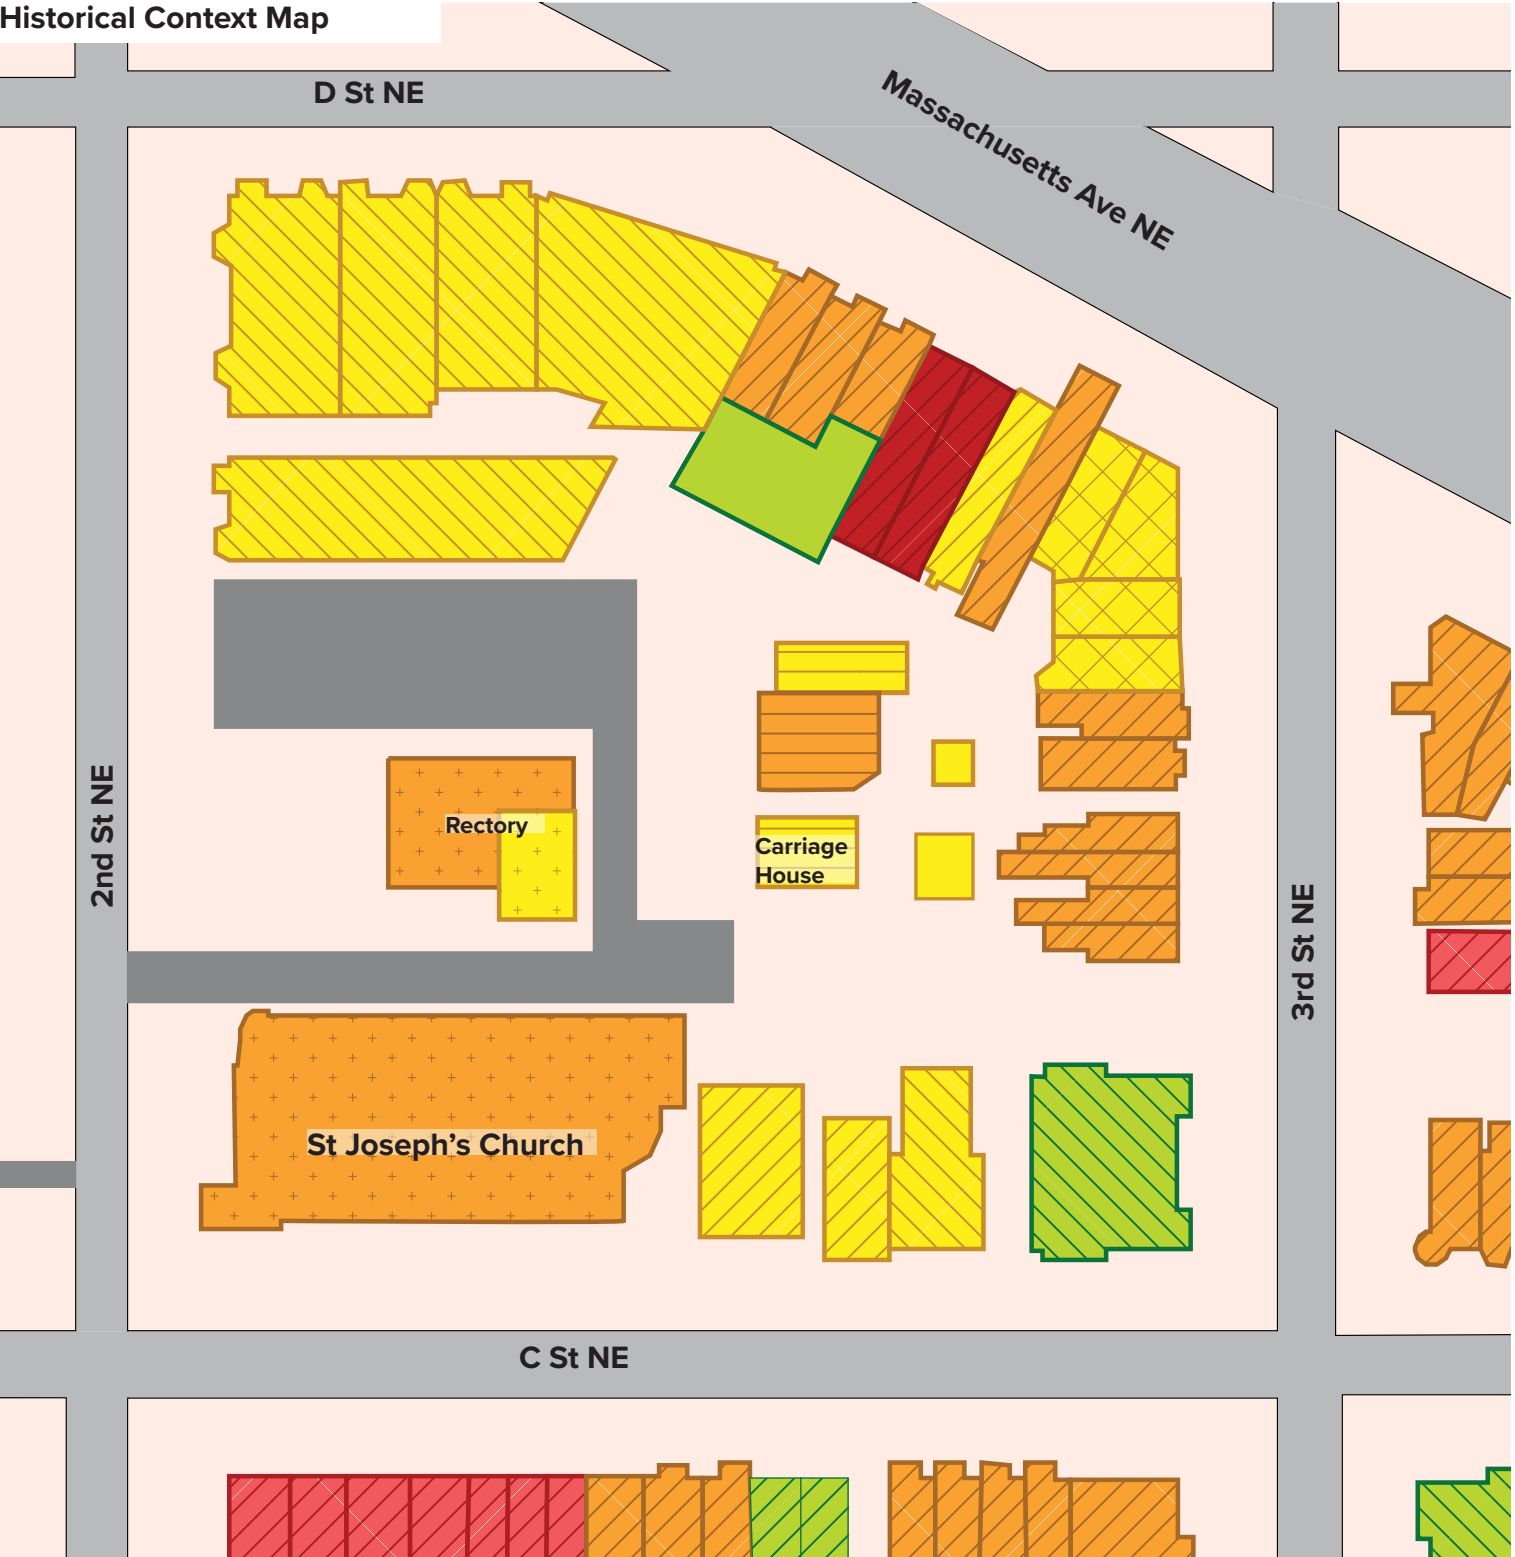 Historical Context Map
D St NE
Massachusetts Ave NE
2nd St NE
Rectory
Carriage
House
3rd St NE
St Joseph’s Church
C St NE